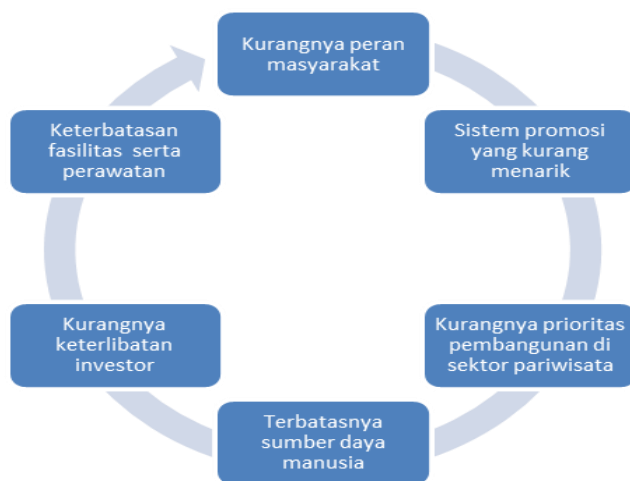 Kurangnya peran
masyarakat
Sistem promosi
yang kurang
menarik
Kurangnya prioritas
pembangunan di
sektor pariwisata
Terbatasnya
sumber daya
manusia
Kurangnya
keterlibatan
investor
Keterbatasan
fasilitas serta
perawatan